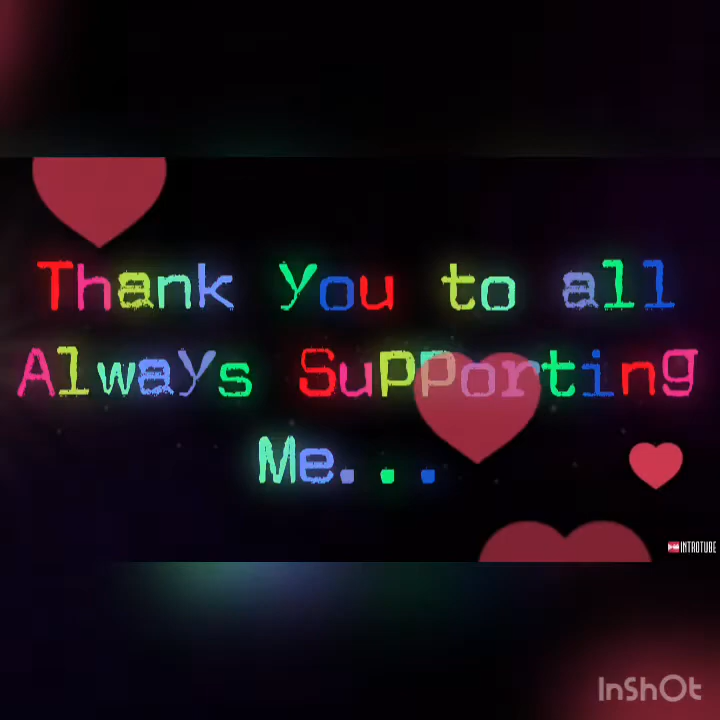 Thank You to all
Always Supporting
Me...
INTROTUBE
InShOt